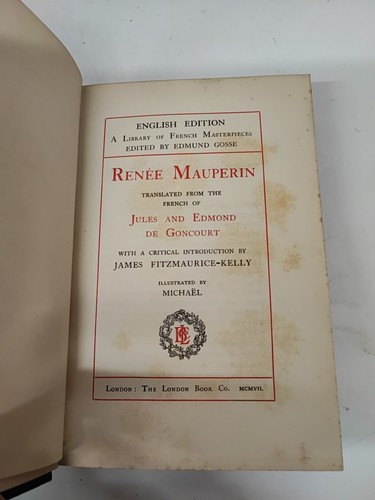 ENGLISH EDITION
A LIBRARY OF FRENCH MASTERPIECES
EDITED BY EDMUND GOSSE
RENÉE MAUPERIN
TRANSLATED FROM THE
FRENCH OF
JULES AND EDMOND
DE GONCOURT
WITH A CRITICAL INTRODUCTION BY
JAMES FITZMAURICE-KELLY
ILLUSTRATED BY
MICHAËL
LONDON: THE LONDON BOOK CO. MCMVII.